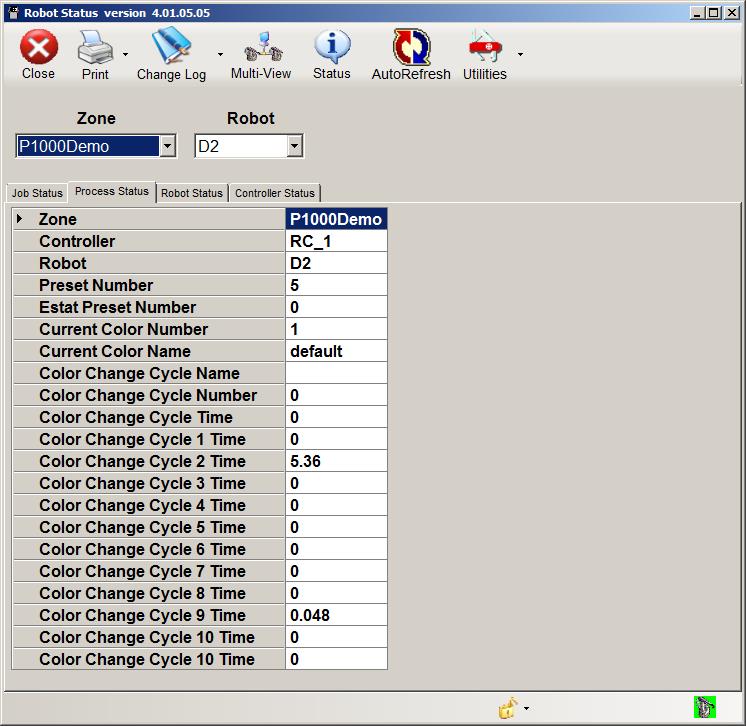 Robot Status version 4.01.05.05
Close Print Change Log Multi-View Status AutoRefresh Utilities
Zone Robot
P1000Demo D2
Job Status Process Status Robot Status Controller Status
Zone P1000Demo
Controller RC_1
Robot D2
Preset Number 5
Estat Preset Number 0
Current Color Number 1
Current Color Name default
Color Change Cycle Name
Color Change Cycle Number 0
Color Change Cycle Time 0
Color Change Cycle 1 Time 0
Color Change Cycle 2 Time 5.36
Color Change Cycle 3 Time 0
Color Change Cycle 4 Time 0
Color Change Cycle 5 Time 0
Color Change Cycle 6 Time 0
Color Change Cycle 7 Time 0
Color Change Cycle 8 Time 0
Color Change Cycle 9 Time 0.048
Color Change Cycle 10 Time 0
Color Change Cycle 10 Time 0